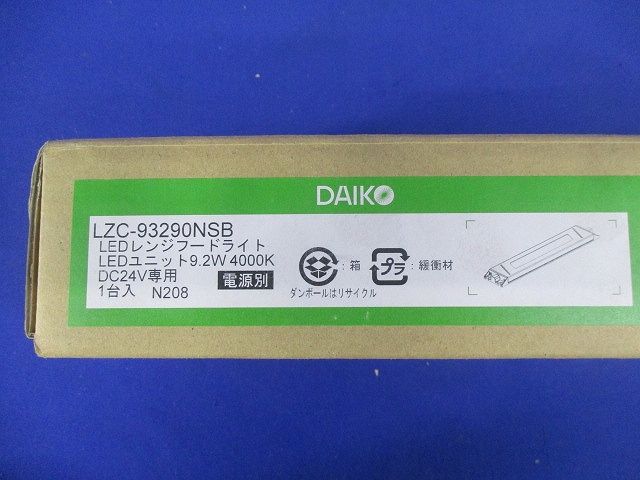 DAIKO
LZC-93290NSB
LEDレンジフードライト
LEDユニット9.2W 4000K
DC24V専用
1台入 N208 電源別
:箱
プラ :緩衝材
ダンボールはリサイクル